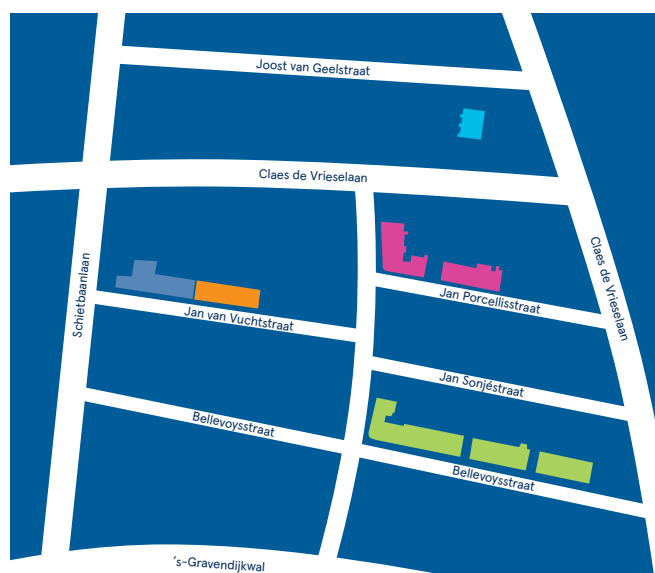 Joost van Geelstraat
Claes de Vrieselaan
Claes de Vrieselaan
Schietbaanlaan
Jan Porcellisstraat
Jan van Vuchtstraat
Jan Sonjéstraat
Bellevoysstraat
Bellevoysstraat
's-Gravendijkwal